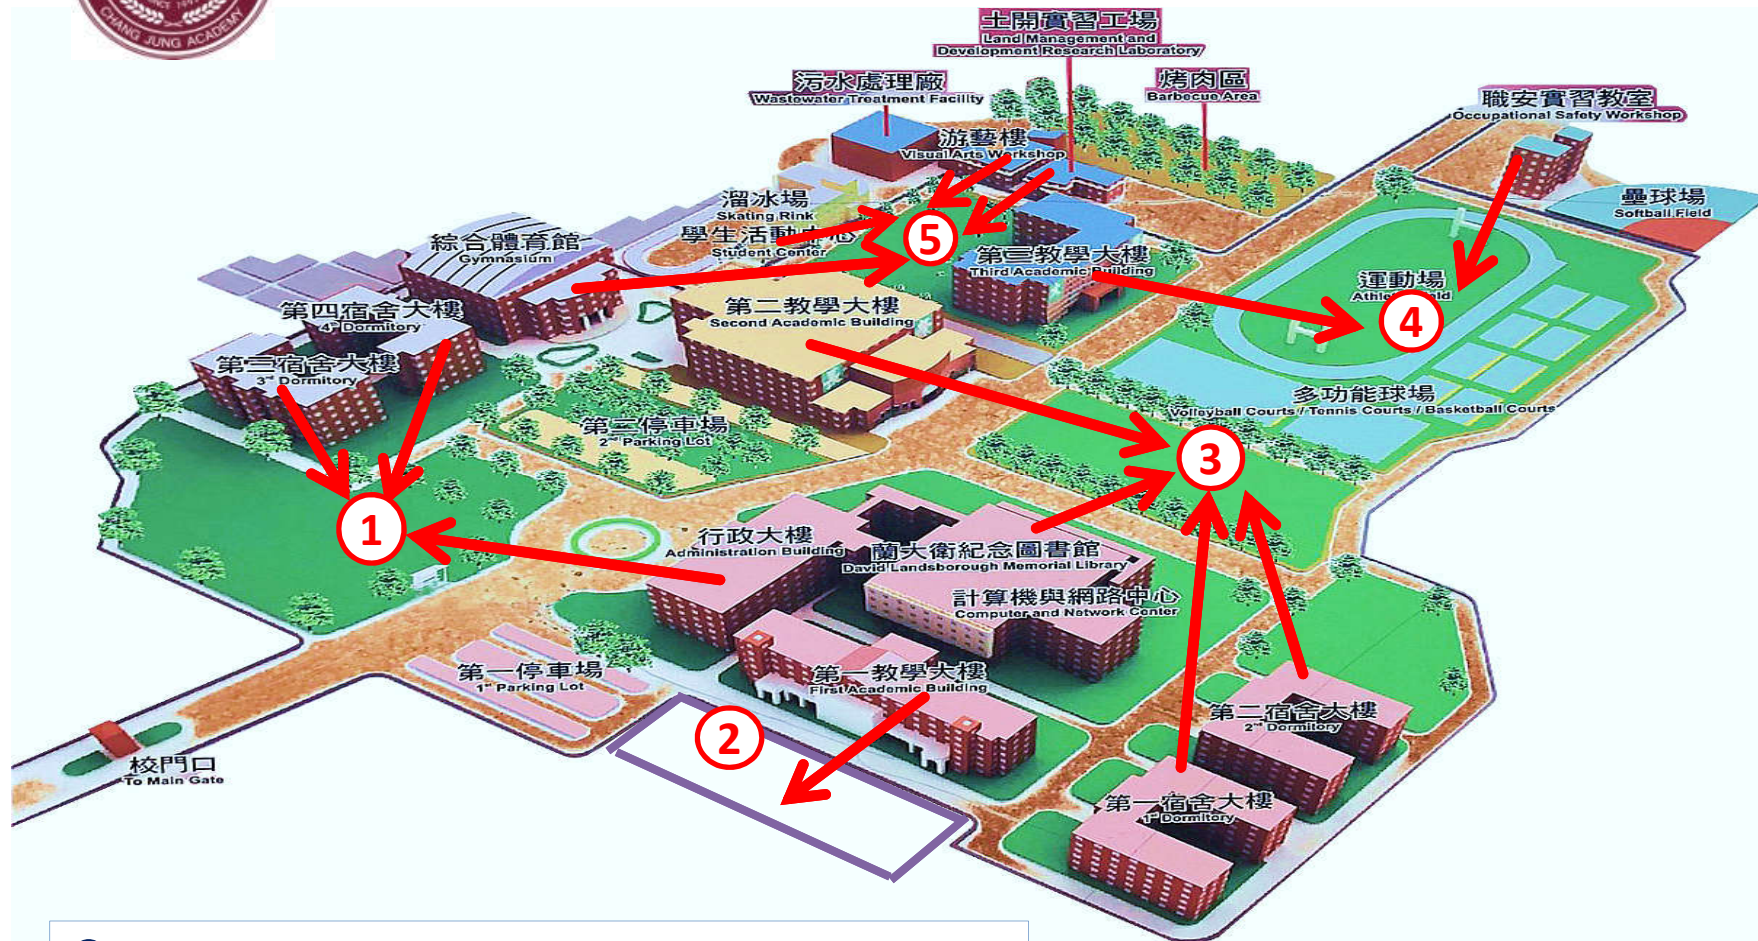 SINCE 1993
CHANG JUNG ACADEMY
土開實習工場
Land Management and
Development Research Laboratory
污水處理廠
Wastewater Treatment Facility
烤肉區
Barbecue Area
職安實習教室
Occupational Safety Workshop
游藝樓
Visual Arts Workshop
溜冰場
Skating Rink
學生活動中心
Student Center
壘球場
Softball Field
綜合體育館
Gymnasium
5
第三教學大樓
Third Academic Building
運動場
4
第四宿舍大樓
4th Dormitory
第二教學大樓
Second Academic Building
第三宿舍大樓
3rd Dormitory
多功能球場
Volleyball Courts / Tennis Courts / Basketball Courts
第二停車場
2nd Parking Lot
3
1
行政大樓
Administration Building
蘭大衛紀念圖書館
David Landsborough Memorial Library
計算機與網路中心
Computer and Network Center
第一停車場
1st Parking Lot
第一教學大樓
First Academic Building
2
第二宿舍大樓
2nd Dormitory
校門口
To Main Gate
第一宿舍大樓
1st Dormitory